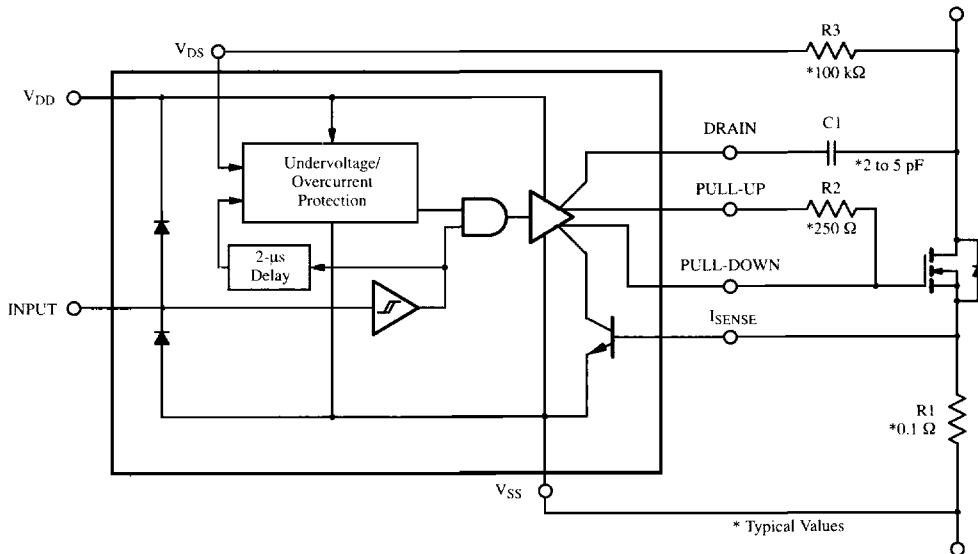 R3
*100 kΩ
VDS
VDD
DRAIN
C1
*2 to 5 pF
Undervoltage/
Overcurrent
Protection
PULL-UP
R2
*250 Ω
2-µs
Delay
PULL-DOWN
INPUT
ISENSE
R1
*0.1 Ω
VSS
* Typical Values